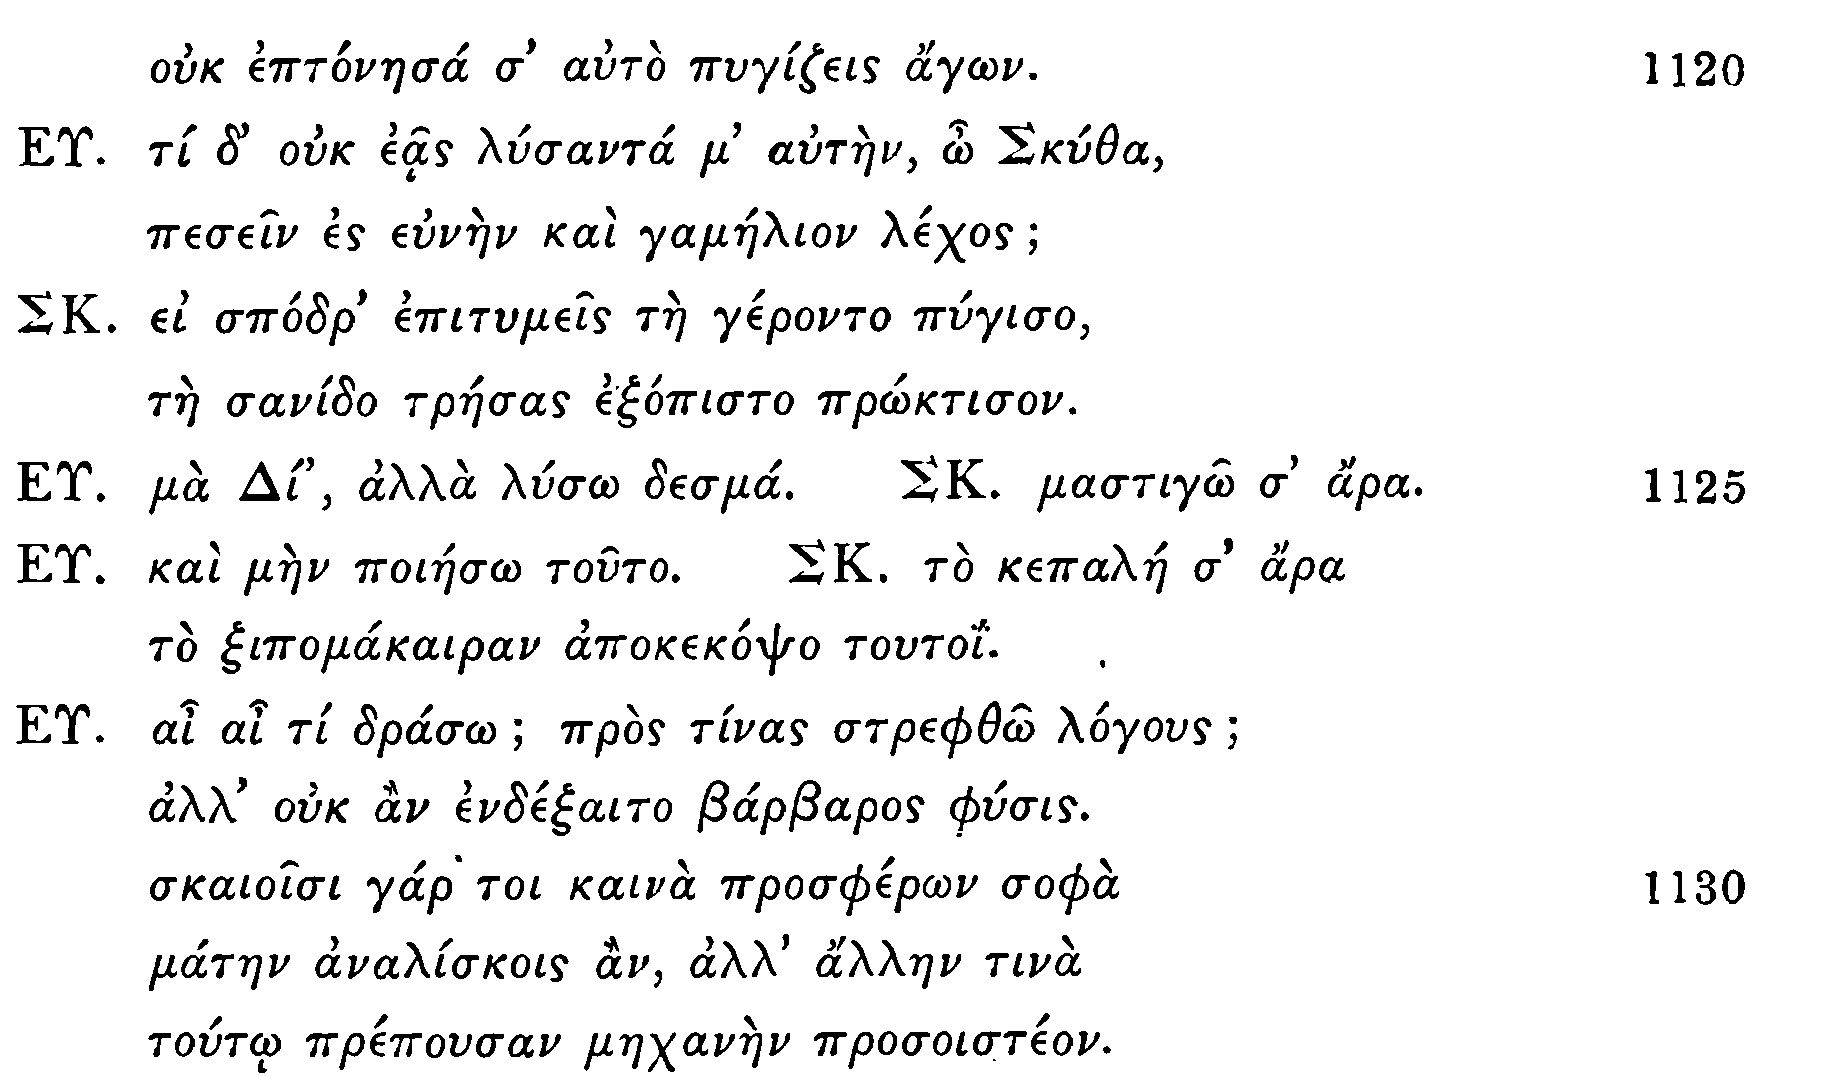 οὐκ ἐπτόνησά σ’ αὐτὸ πυγίζεις ἄγων. 1120
ΕΥ. τί δ’ οὐκ ἐᾷς λύσαντά μ’ αὐτὴν, ὦ Σκύθα,
πεσεῖν ἐς εὐνὴν καὶ γαμήλιον λέχος ;
ΣΚ. εἰ σπόδρ’ ἐπιτυμεῖς τὴ γέροντο πύγισο,
τὴ σανίδο τρήσας ἐξόπιστο πρώκτισον.
ΕΥ. μὰ Δί’, ἀλλὰ λύσω δεσμά. ΣΚ. μαστιγῶ σ’ ἄρα. 1125
ΕΥ. καὶ μὴν ποιήσω τοῦτο. ΣΚ. τὸ κεπαλή σ’ ἄρα
τὸ ξιπομάκαιραν ἀποκεκόψο τουτοΐ.
ΕΥ. αἶ αἶ τί δράσω ; πρὸς τίνας στρεφθῶ λόγους ;
ἀλλ’ οὐκ ἂν ἐνδέξαιτο βάρβαρος φύσις.
σκαιοῖσι γάρ τοι καινὰ προσφέρων σοφὰ 1130
μάτην ἀναλίσκοις ἂν, ἀλλ’ ἄλλην τινὰ
τούτῳ πρέπουσαν μηχανὴν προσοιστέον.